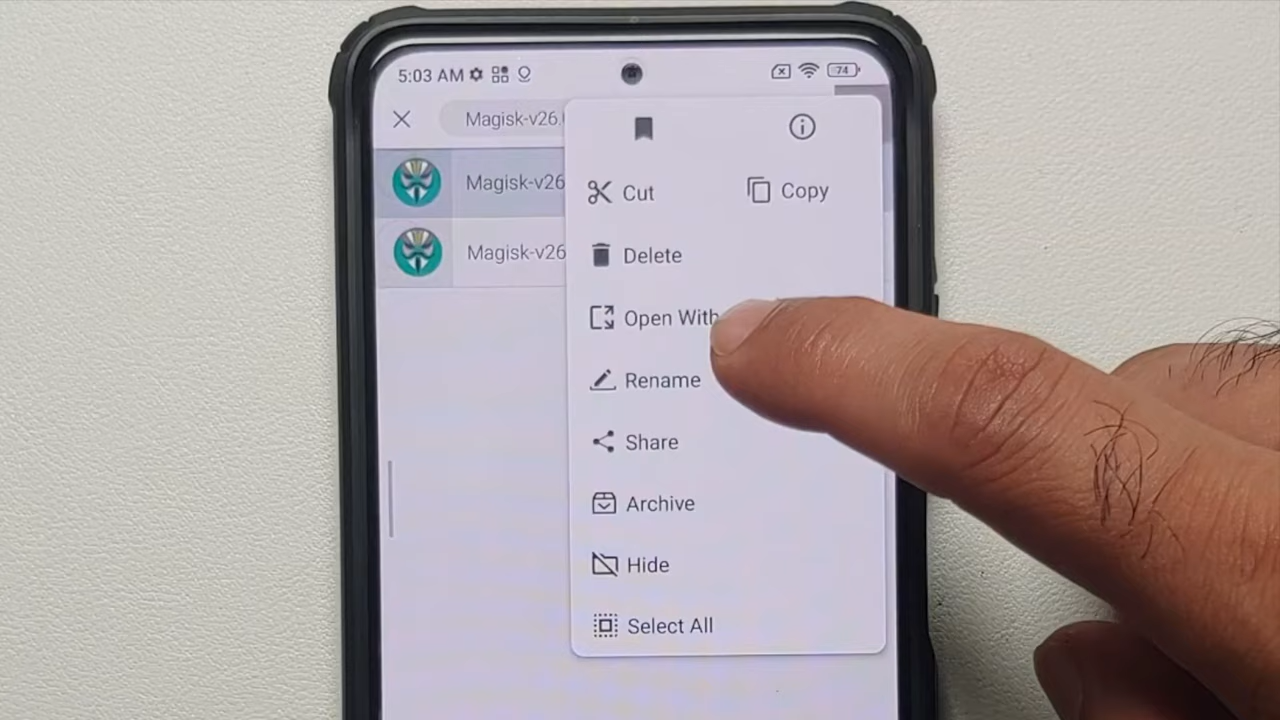 5:03 AM 74
Magisk-v26.
Magisk-v26
Magisk-v26
Cut Copy
Delete
Open With
Rename
Share
Archive
Hide
Select All